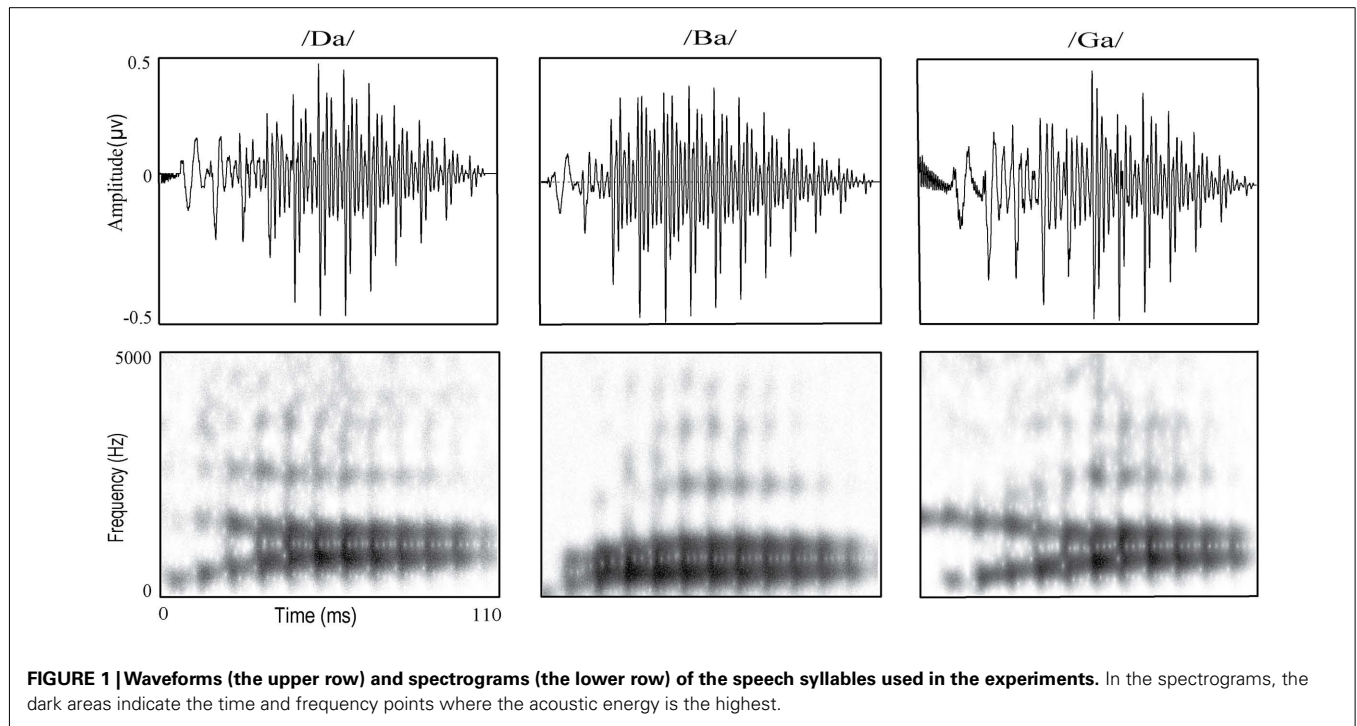 /Da/ /Ba/ /Ga/
0.5
Amplitude(μv)
0
-0.5
5000
Frequency (Hz)
0
0 Time (ms) 110
FIGURE 1 | Waveforms (the upper row) and spectrograms (the lower row) of the speech syllables used in the experiments. In the spectrograms, the
dark areas indicate the time and frequency points where the acoustic energy is the highest.